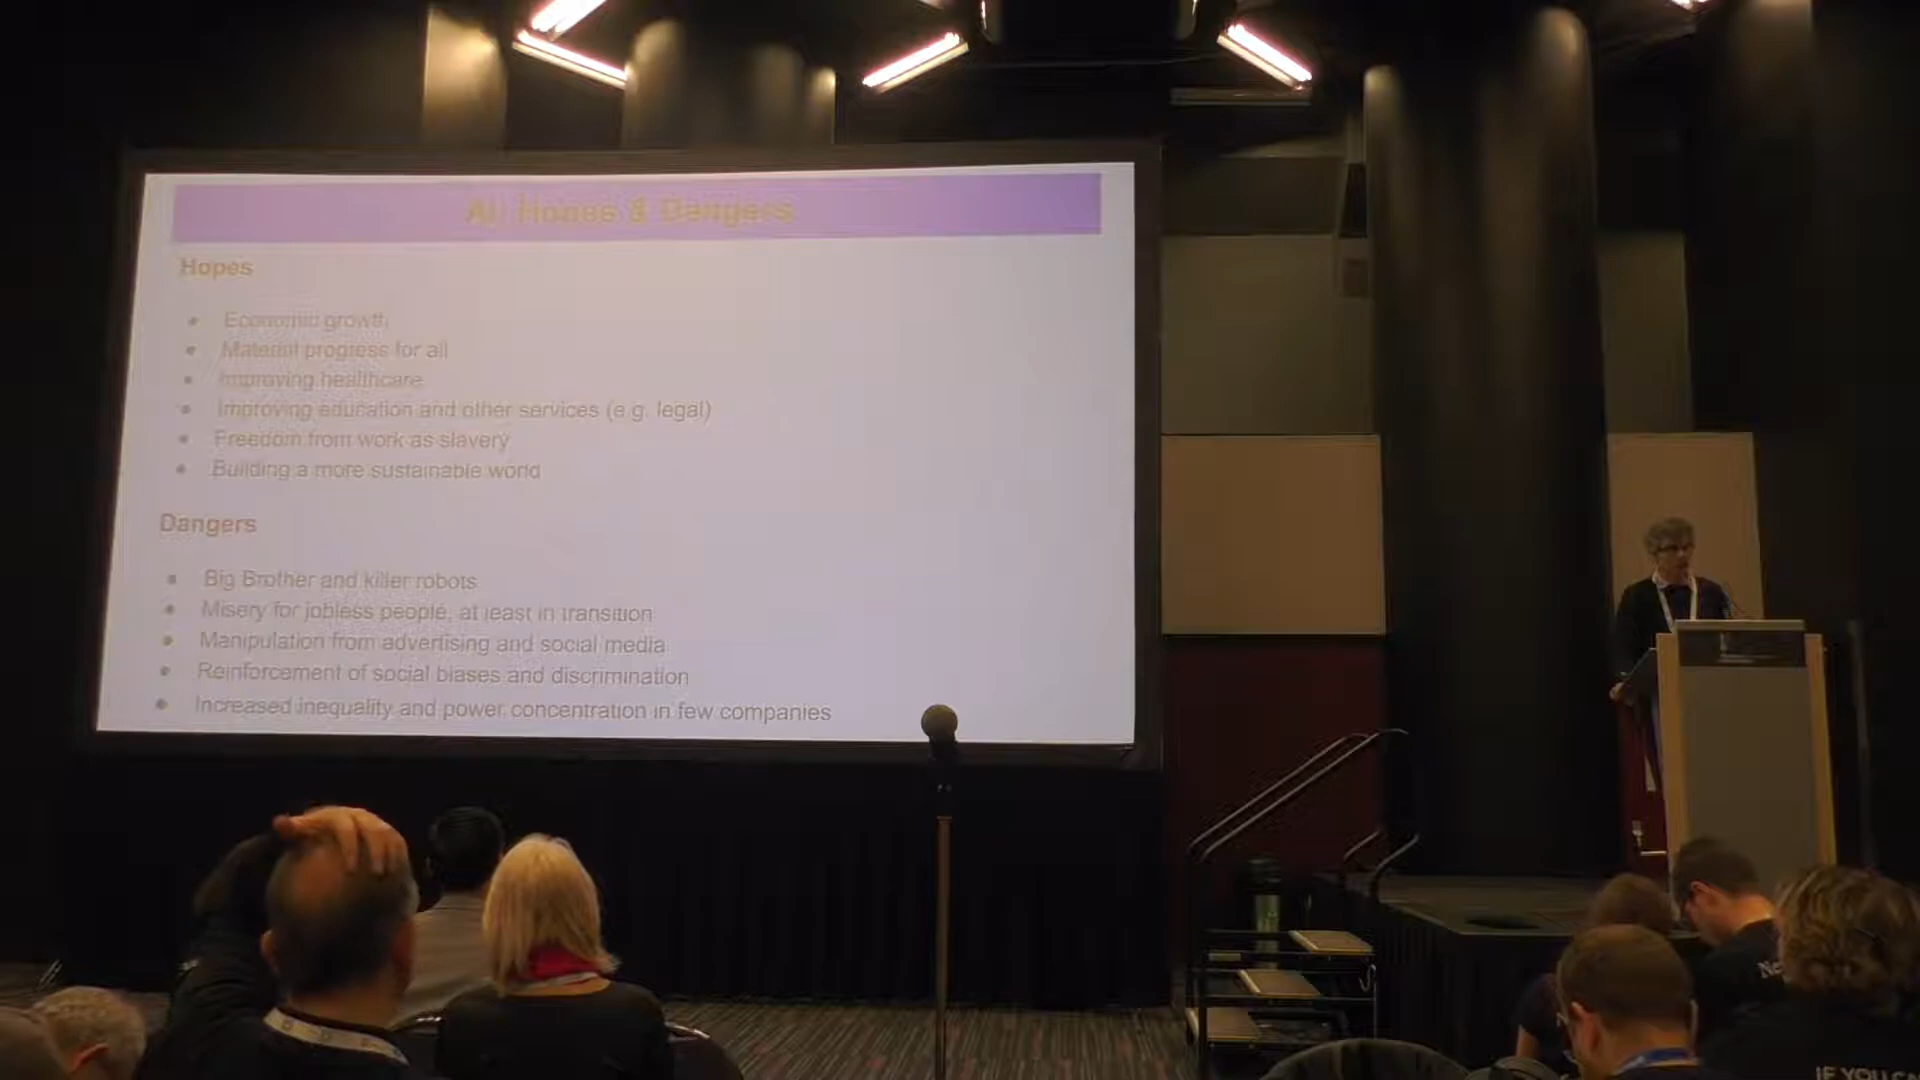 AI: Hopes & Dangers
Hopes
Economic growth
Material progress for all
Improving healthcare
Improving education and other services (e.g. legal)
Freedom from work as slavery
Building a more sustainable world
Dangers
Big Brother and killer robots
Misery for jobless people, at least in transition
Manipulation from advertising and social media
Reinforcement of social biases and discrimination
Increased inequality and power concentration in few companies
IF YOU